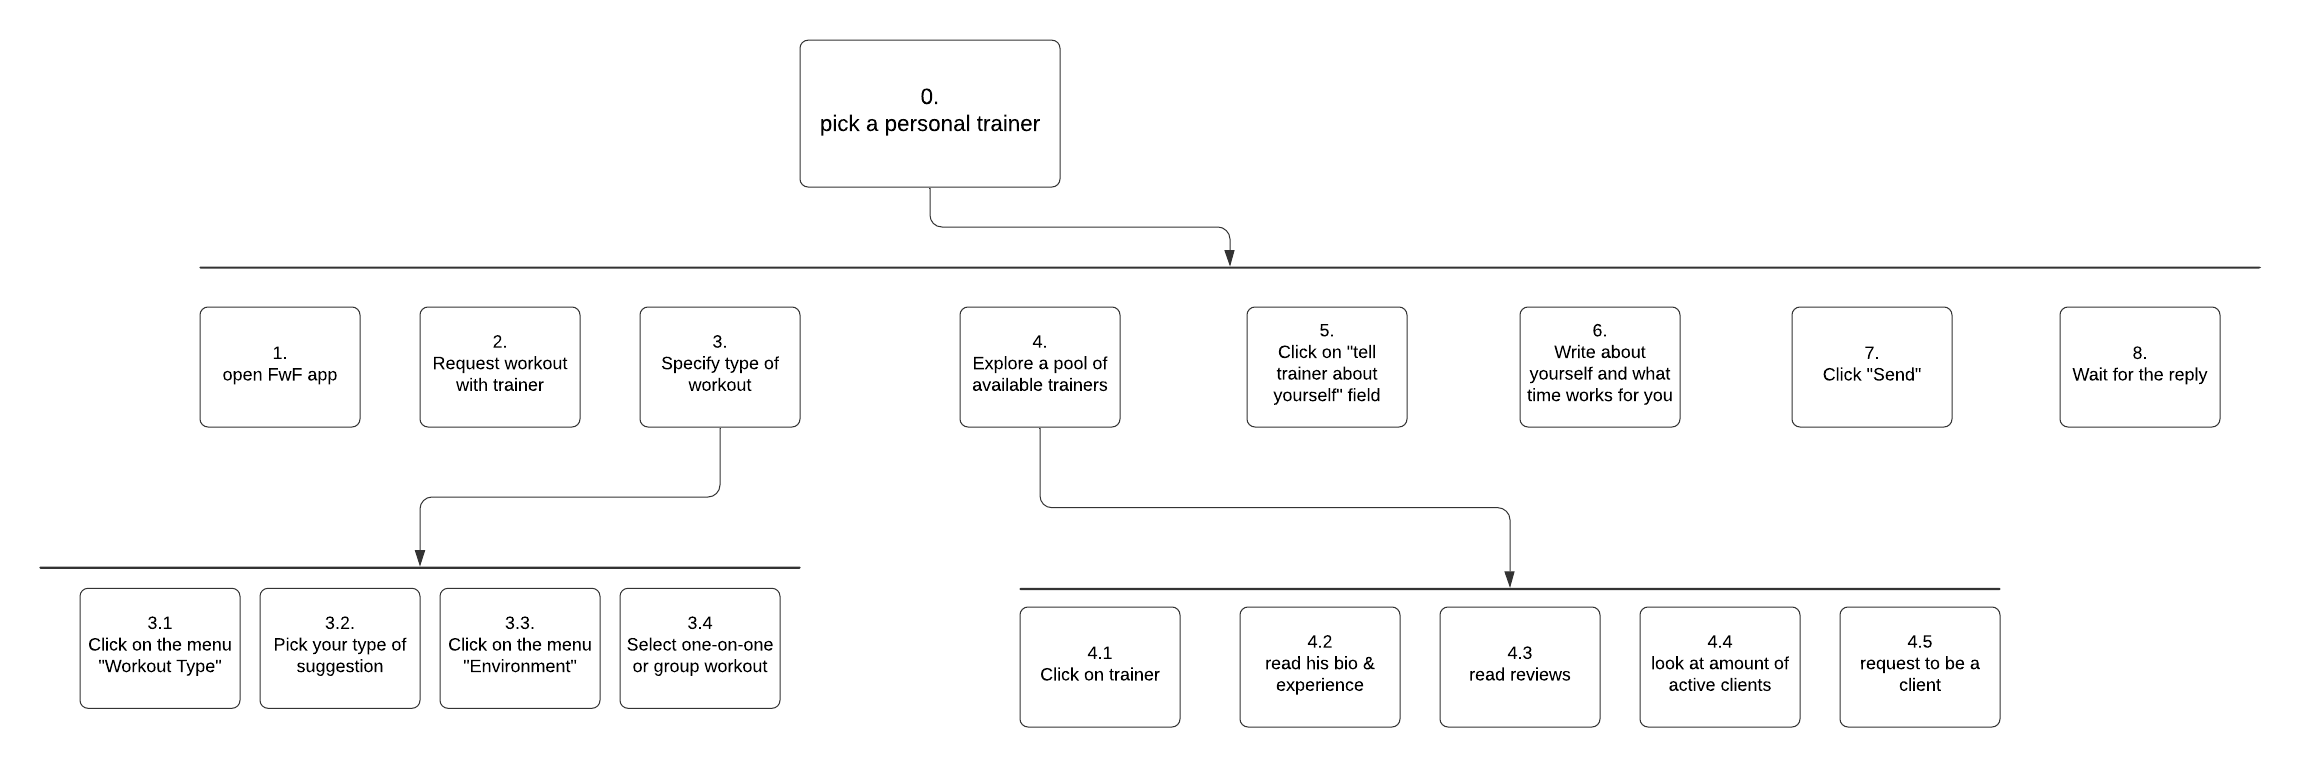 0.
pick a personal trainer
1.
open FwF app
2.
Request workout
with trainer
3.
Specify type of
workout
4.
Explore a pool of
available trainers
5.
Click on "tell
trainer about
yourself" field
6.
Write about
yourself and what
time works for you
7.
Click "Send"
8.
Wait for the reply
3.1
Click on the menu
"Workout Type"
3.2.
Pick your type of
suggestion
3.3.
Click on the menu
"Environment"
3.4
Select one-on-one
or group workout
4.1
Click on trainer
4.2
read his bio &
experience
4.3
read reviews
4.4
look at amount of
active clients
4.5
request to be a
client